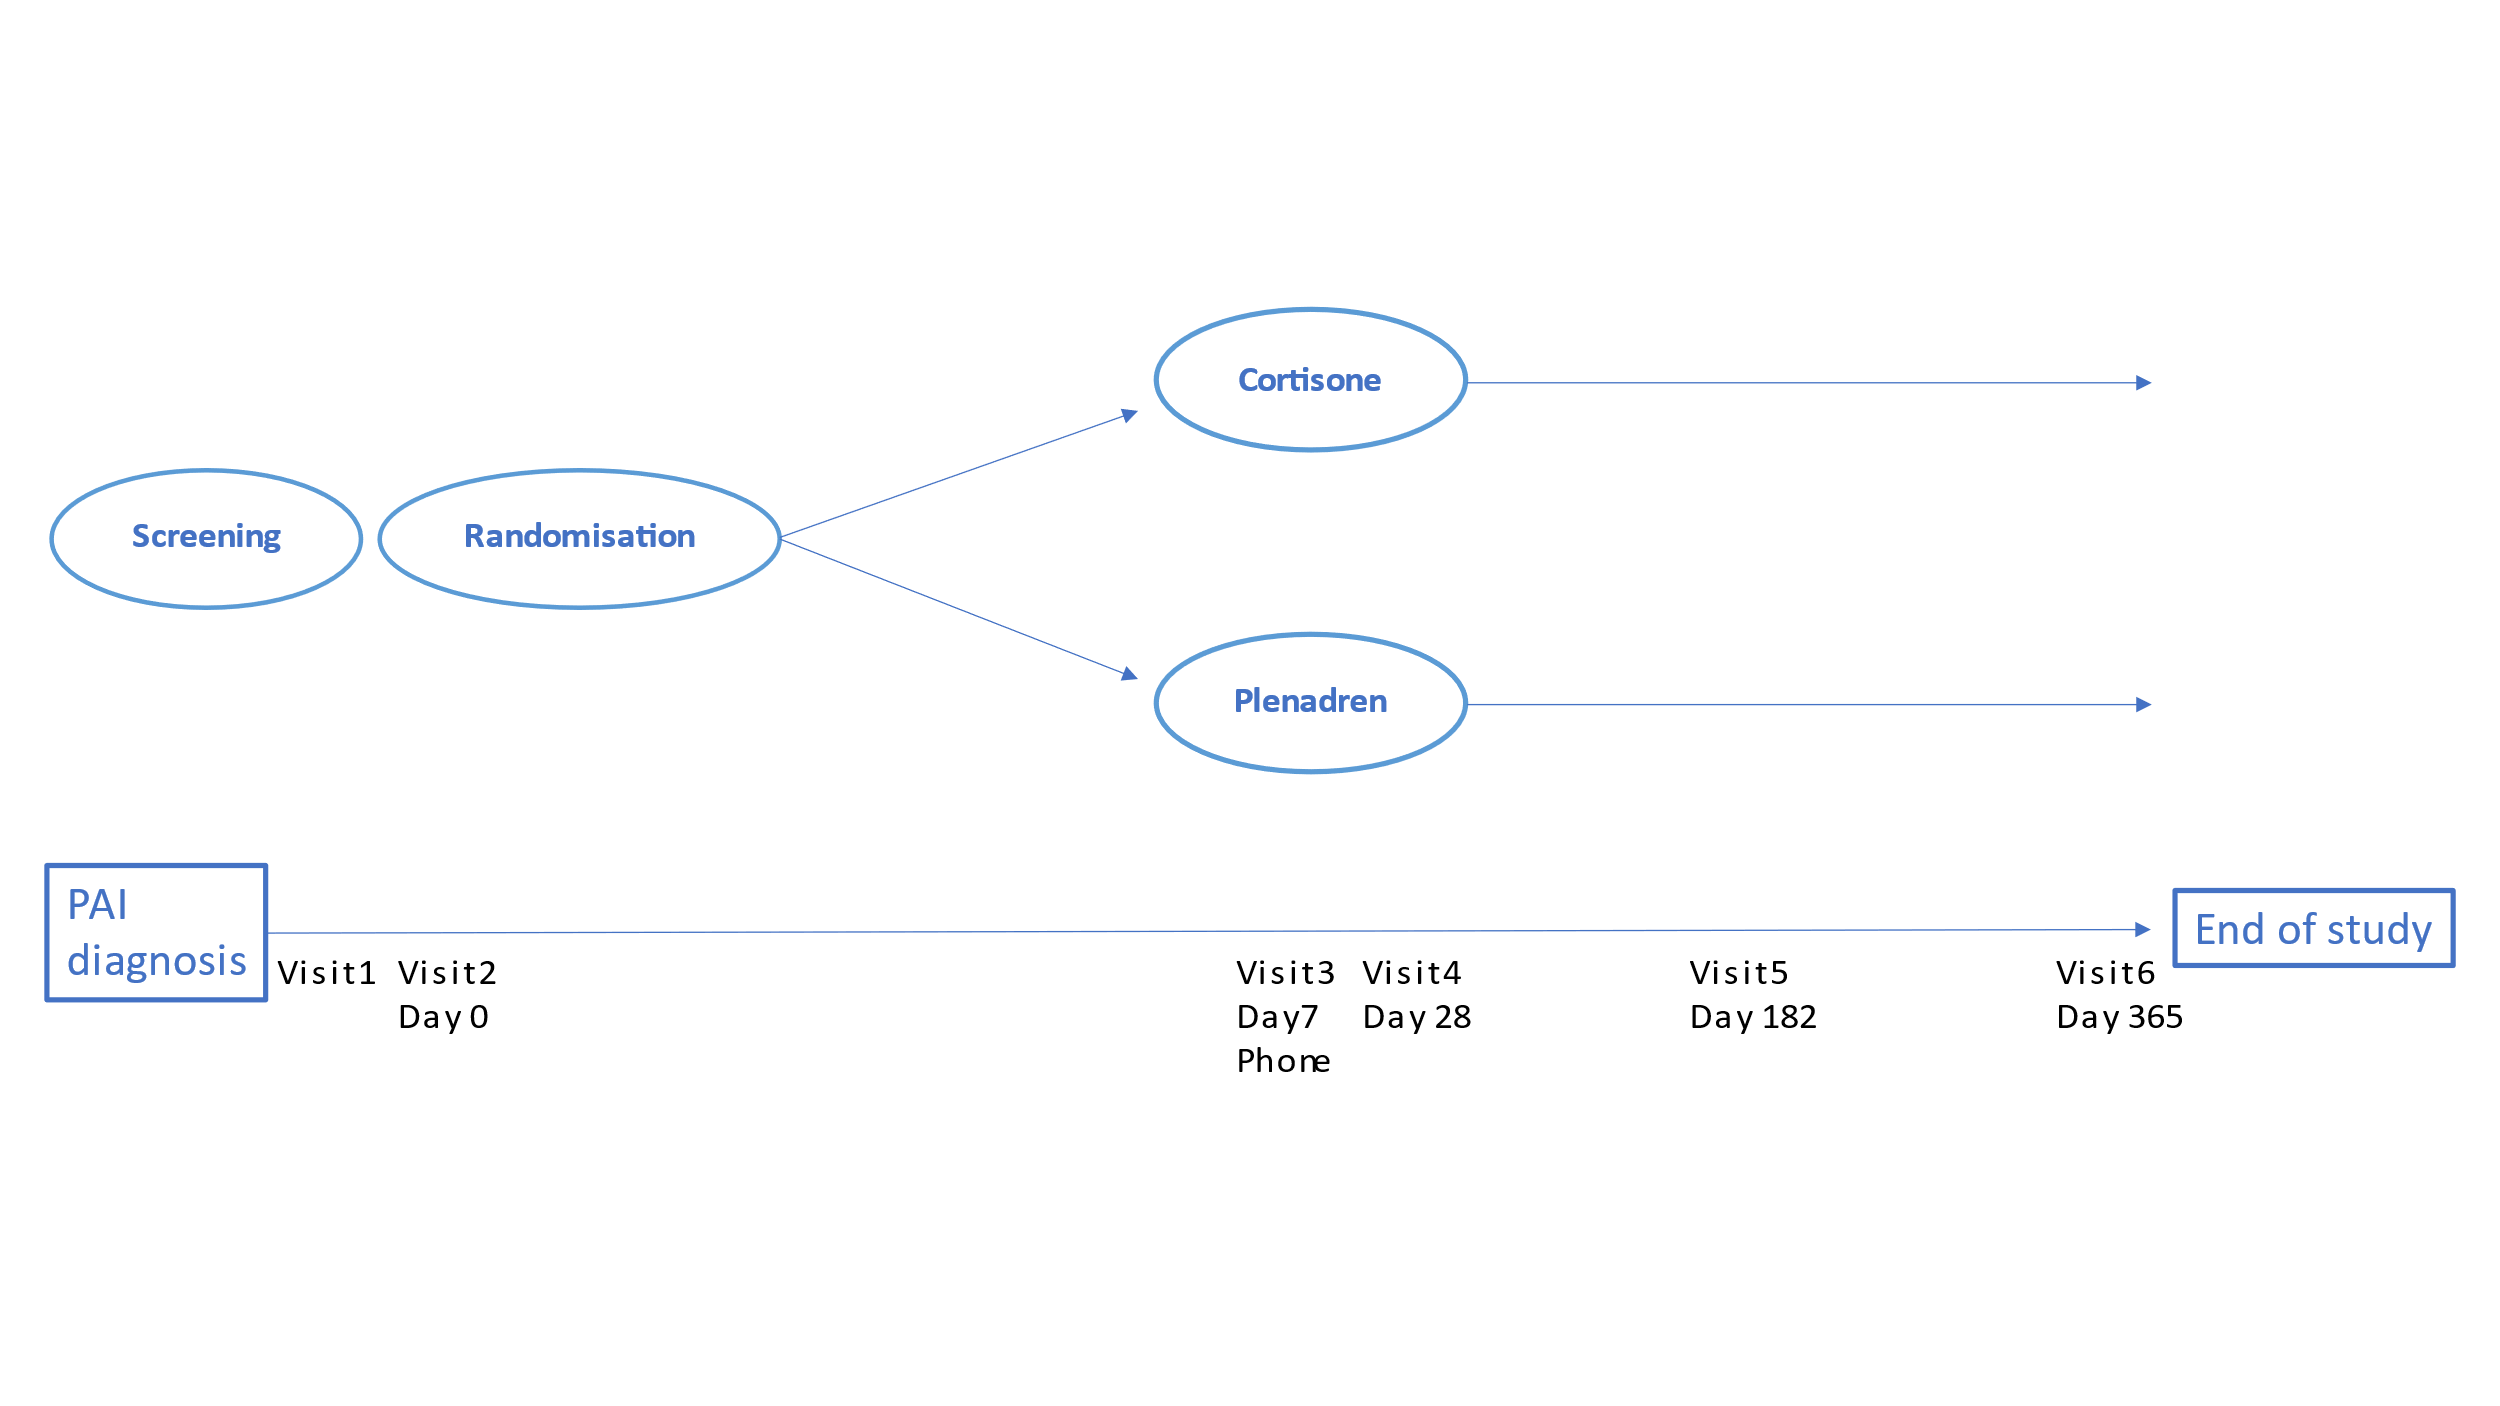 Cortisone
Screening
Randomisation
Plenadren
PAI
diagnosis
End of study
Visit1
Visit2
Day 0
Visit3
Day7
Phone
Visit4
Day 28
Visit5
Day 182
Visit6
Day 365